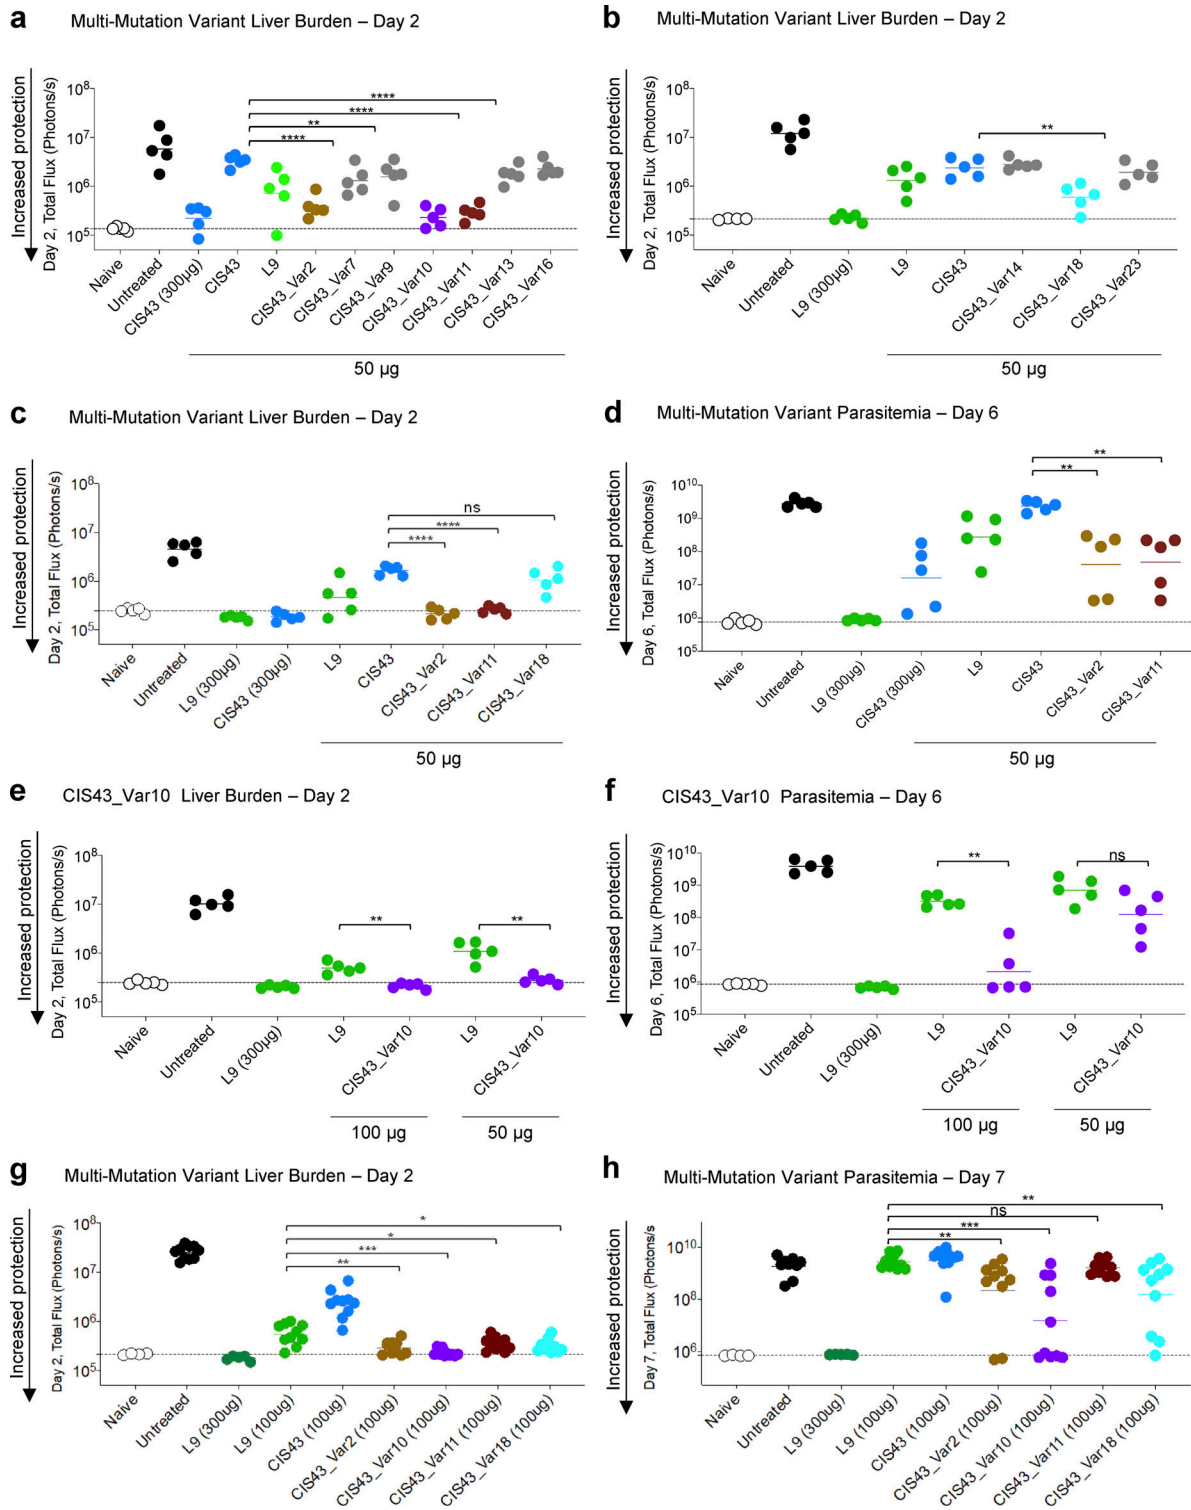 a Multi-Mutation Variant Liver Burden – Day 2
Increased protection
Day 2, Total Flux (Photons/s)
10⁸
10⁷
10⁶
10⁵
****
****
**
****
Naive
Untreated
CIS43 (300µg)
CIS43
L9
CIS43_Var2
CIS43_Var7
CIS43_Var9
CIS43_Var10
CIS43_Var11
CIS43_Var13
CIS43_Var16
50 µg
b Multi-Mutation Variant Liver Burden – Day 2
Increased protection
Day 2, Total Flux (Photons/s)
10⁸
10⁷
10⁶
10⁵
**
Naive
Untreated
L9 (300µg)
L9
CIS43
CIS43_Var14
CIS43_Var18
CIS43_Var23
50 µg
c Multi-Mutation Variant Liver Burden – Day 2
Increased protection
Day 2, Total Flux (Photons/s)
10⁸
10⁷
10⁶
10⁵
ns
****
****
Naive
Untreated
L9 (300µg)
CIS43 (300µg)
L9
CIS43
CIS43_Var2
CIS43_Var11
CIS43_Var18
50 µg
d Multi-Mutation Variant Parasitemia – Day 6
Increased protection
Day 6, Total Flux (Photons/s)
10¹⁰
10⁹
10⁸
10⁷
10⁶
10⁵
**
**
Naive
Untreated
L9 (300µg)
CIS43 (300µg)
L9
CIS43
CIS43_Var2
CIS43_Var11
50 µg
e CIS43_Var10 Liver Burden – Day 2
Increased protection
Day 2, Total Flux (Photons/s)
10⁸
10⁷
10⁶
10⁵
**
**
Naive
Untreated
L9 (300µg)
L9
CIS43_Var10
L9
CIS43_Var10
100 µg
50 µg
f CIS43_Var10 Parasitemia – Day 6
Increased protection
Day 6, Total Flux (Photons/s)
10¹⁰
10⁹
10⁸
10⁷
10⁶
10⁵
**
ns
Naive
Untreated
L9 (300µg)
L9
CIS43_Var10
L9
CIS43_Var10
100 µg
50 µg
g Multi-Mutation Variant Liver Burden – Day 2
Increased protection
Day 2, Total Flux (Photons/s)
10⁸
10⁷
10⁶
10⁵
*
*
***
**
Naive
Untreated
L9 (300ug)
L9 (100ug)
CIS43 (100ug)
CIS43_Var2 (100ug)
CIS43_Var10 (100ug)
CIS43_Var11 (100ug)
CIS43_Var18 (100ug)
h Multi-Mutation Variant Parasitemia – Day 7
Increased protection
Day 7, Total Flux (Photons/s)
10¹⁰
10⁸
10⁶
**
ns
***
**
Naive
Untreated
L9 (300ug)
L9 (100ug)
CIS43 (100ug)
CIS43_Var2 (100ug)
CIS43_Var10 (100ug)
CIS43_Var11 (100ug)
CIS43_Var18 (100ug)